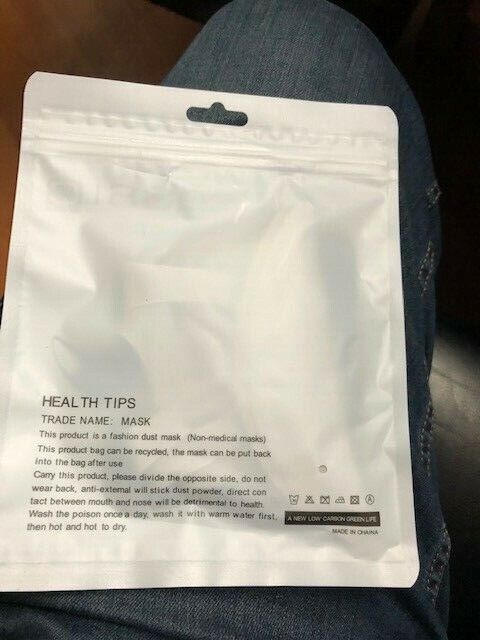 HEALTH TIPS
TRADE NAME: MASK
This product is a fashion dust mask (Non-medical masks)
This product bag can be recycled, the mask can be put back
into the bag after use
Carry this product, please divide the opposite side, do not
wear back, anti-external will stick dust powder, direct con
tact between mouth and nose will be detrimental to health.
Wash the poison once a day, wash it with warm water first,
then hot and hot to dry.
A NEW LOW CARBON GREEN LIFE
MADE IN CHAINA